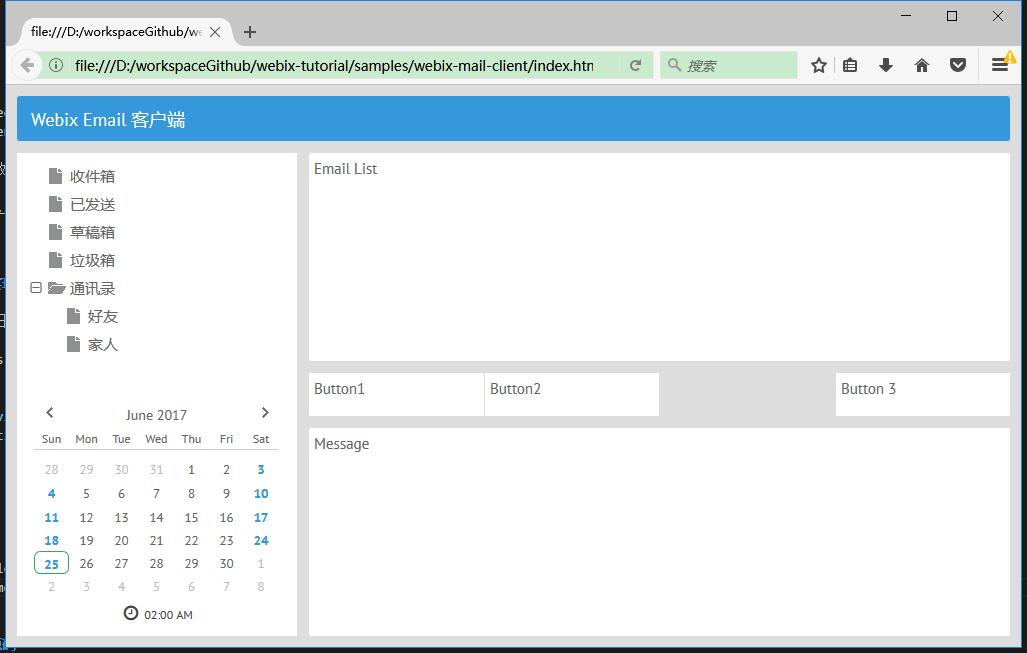 file:///D:/workspaceGithub/we
file:///D:/workspaceGithub/webix-tutorial/samples/webix-mail-client/index.htm
搜索
Webix Email 客户端
收件箱
已发送
草稿箱
垃圾箱
通讯录
好友
家人
June 2017
Sun Mon Tue Wed Thu Fri Sat
28 29 30 31 1 2 3
4 5 6 7 8 9 10
11 12 13 14 15 16 17
18 19 20 21 22 23 24
25 26 27 28 29 30 1
2 3 4 5 6 7 8
02:00 AM
Email List
Button1 Button2 Button 3
Message